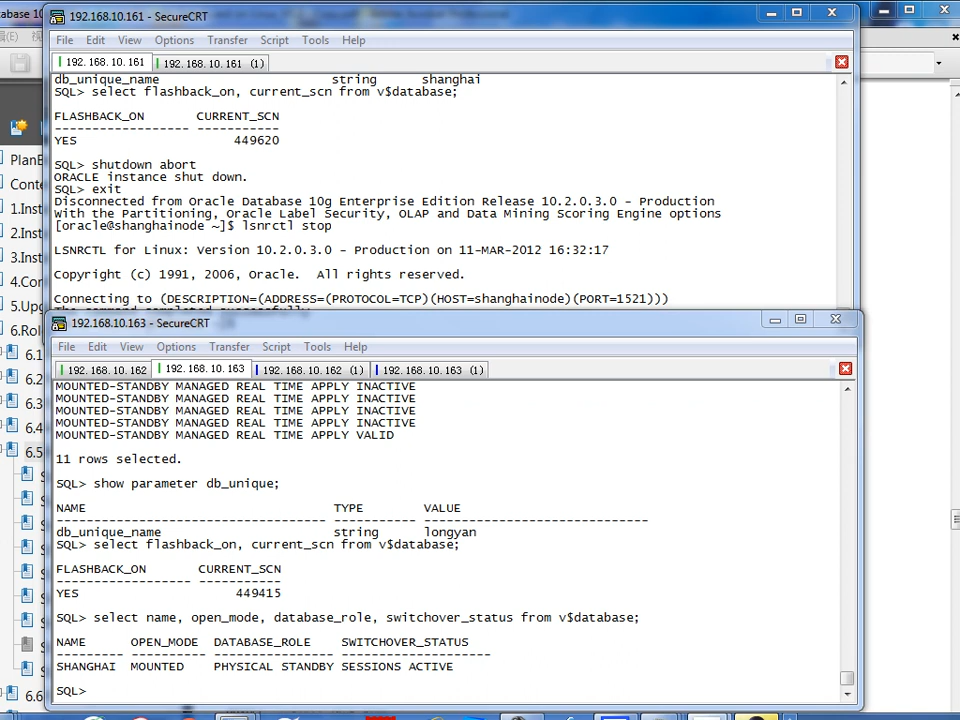 abase 10
192.168.10.161 - SecureCRT
File Edit View Options Transfer Script Tools Help
192.168.10.161 192.168.10.161 (1)
db_unique_name string shanghai
SQL> select flashback_on, current_scn from v$database;
FLASHBACK_ON CURRENT_SCN
------------------ -----------
YES 449620
SQL> shutdown abort
ORACLE instance shut down.
SQL> exit
Disconnected from Oracle Database 10g Enterprise Edition Release 10.2.0.3.0 - Production
With the Partitioning, Oracle Label Security, OLAP and Data Mining Scoring Engine options
[oracle@shanghainode ~]$ lsnrctl stop
LSNRCTL for Linux: Version 10.2.0.3.0 - Production on 11-MAR-2012 16:32:17
Copyright (c) 1991, 2006, Oracle. All rights reserved.
Connecting to (DESCRIPTION=(ADDRESS=(PROTOCOL=TCP)(HOST=shanghainode)(PORT=1521)))
The command completed successfully
PlanE
Conte
1.Inst
2.Inst
3.Inst
4.Cor
5.Upg
6.Rol
6.1
6.2
6.3
6.4
6.5
6.6
192.168.10.163 - SecureCRT
File Edit View Options Transfer Script Tools Help
192.168.10.162 192.168.10.163 192.168.10.162 (1) 192.168.10.163 (1)
MOUNTED-STANDBY MANAGED REAL TIME APPLY INACTIVE
MOUNTED-STANDBY MANAGED REAL TIME APPLY INACTIVE
MOUNTED-STANDBY MANAGED REAL TIME APPLY INACTIVE
MOUNTED-STANDBY MANAGED REAL TIME APPLY INACTIVE
MOUNTED-STANDBY MANAGED REAL TIME APPLY VALID
11 rows selected.
SQL> show parameter db_unique;
NAME TYPE VALUE
------------------------------------ ----------- ------------------------------
db_unique_name string longyan
SQL> select flashback_on, current_scn from v$database;
FLASHBACK_ON CURRENT_SCN
------------------ -----------
YES 449415
SQL> select name, open_mode, database_role, switchover_status from v$database;
NAME OPEN_MODE DATABASE_ROLE SWITCHOVER_STATUS
--------- ---------- ---------------- --------------------
SHANGHAI MOUNTED PHYSICAL STANDBY SESSIONS ACTIVE
SQL>